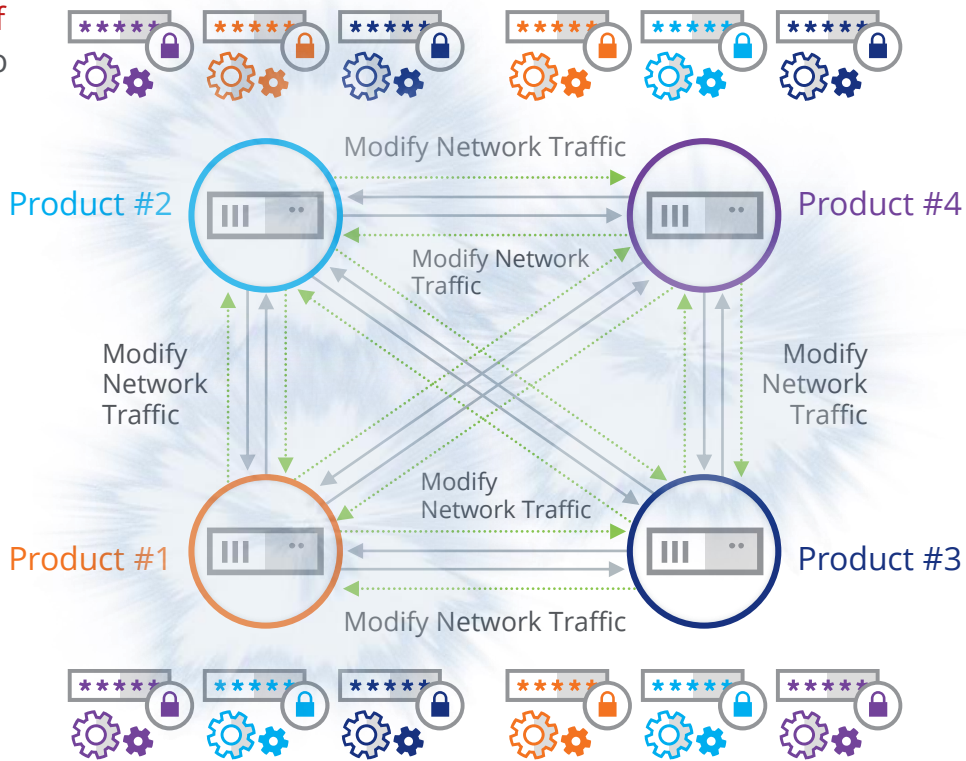 f
*****
*****
*****
*****
*****
*****
o
Modify Network Traffic
Product #2
Product #4
Modify Network
Traffic
Modify
Network
Traffic
Modify
Network
Traffic
Modify
Network Traffic
Product #1
Product #3
Modify Network Traffic
*****
*****
*****
*****
*****
*****